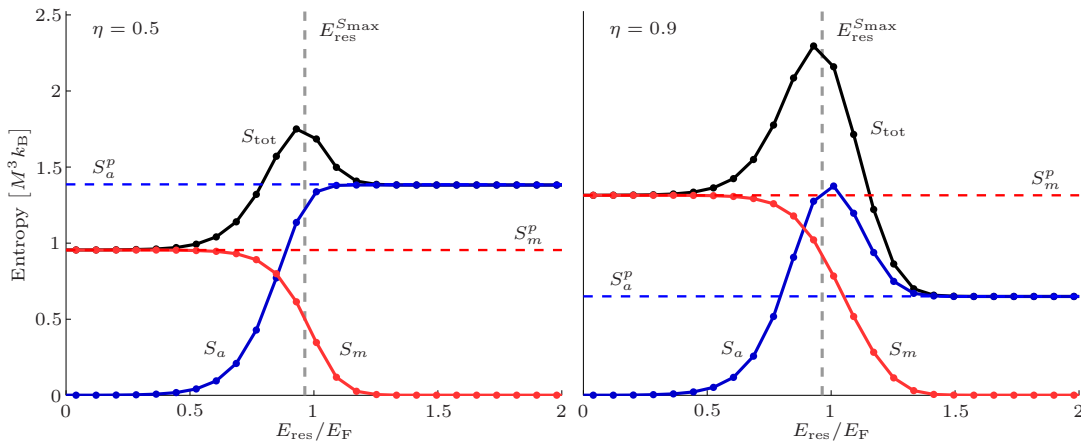 η = 0.5
E_res^{S_max}
Entropy [M³k_B]
2.5
2
1.5
1
0.5
0
S_tot
S_a^p
S_m^p
S_a
S_m
0
0.5
1
1.5
2
E_res/E_F
η = 0.9
E_res^{S_max}
S_tot
S_m^p
S_a^p
S_a
S_m
0
0.5
1
1.5
2
E_res/E_F